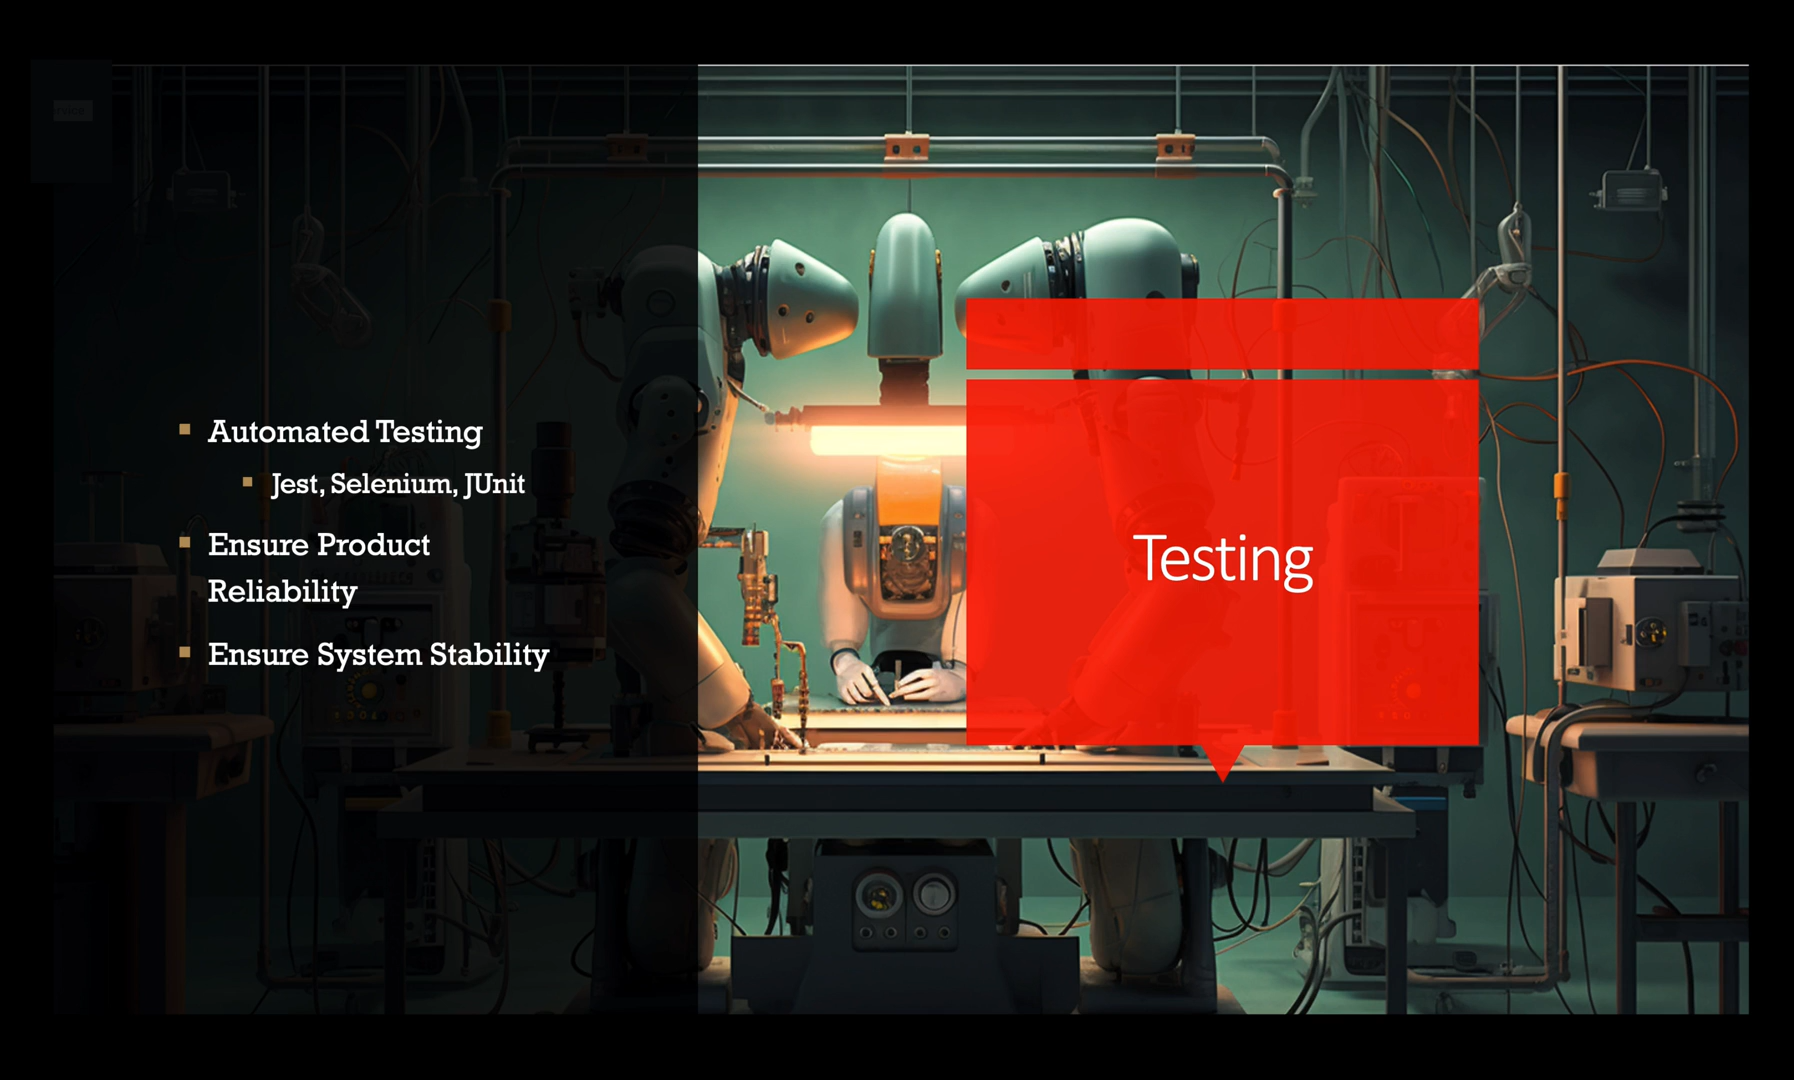 Automated Testing
Jest, Selenium, JUnit
Ensure Product
Reliability
Ensure System Stability
Testing